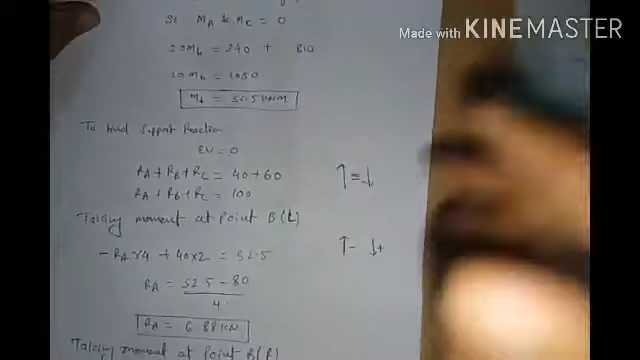 Made with KINEMASTER
Si MA & MC = 0
20Mb = 240 + 810
20Mb = 1050
Mb = 52.5 KNM
To find Support Reaction
EV = 0
RA + RB + RC = 40 + 60
↑ = ↓
RA + RB + RC = 100
Taking moment at Point B(L)
↑- ↓+
- RA x 4 + 40 x 2 = 52.5
RA = 52.5 - 80
4
RA = 6.88 KN
Taking moment at Point B(R)